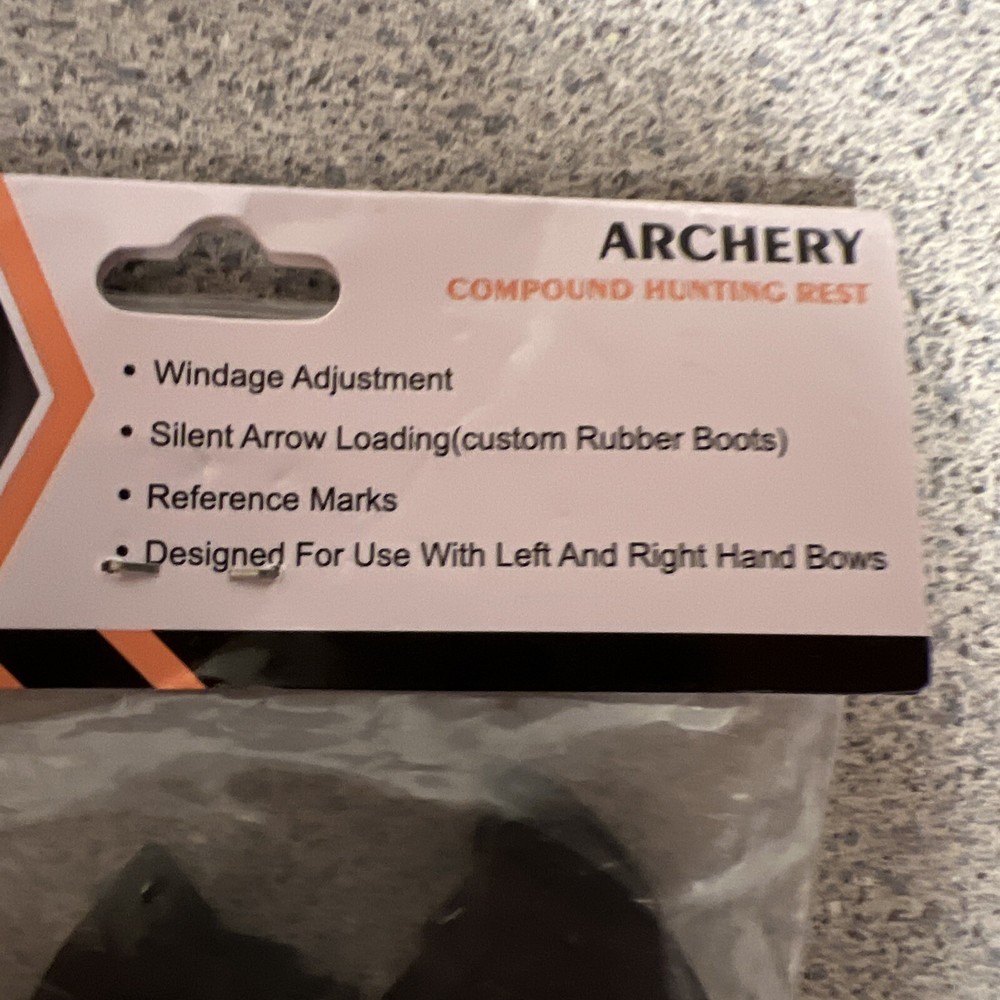 ARCHERY
COMPOUND HUNTING REST
• Windage Adjustment
• Silent Arrow Loading(custom Rubber Boots)
• Reference Marks
• Designed For Use With Left And Right Hand Bows